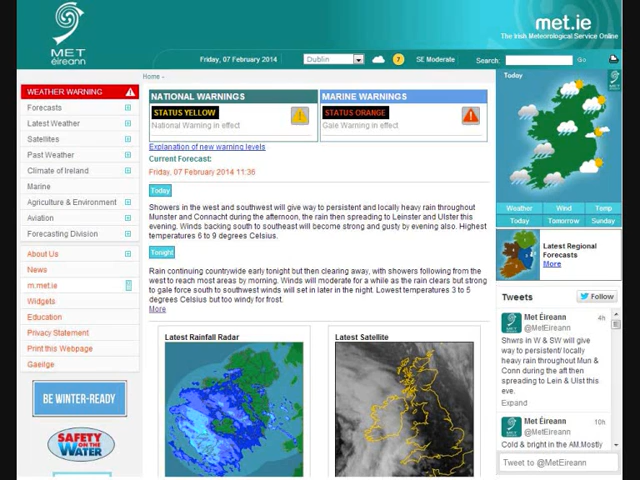 MET
éireann
met.ie
The Irish Meteorological Service Online
Friday, 07 February 2014
Dublin
7
SE Moderate
Search:
Go
WEATHER WARNING
Forecasts
Latest Weather
Satellites
Past Weather
Climate of Ireland
Marine
Agriculture & Environment
Aviation
Forecasting Division
About Us
News
m.met.ie
Widgets
Education
Privacy Statement
Print this Webpage
Gaeilge
BE WINTER-READY
SAFETY
ON THE
WATER
Home -
NATIONAL WARNINGS
STATUS YELLOW
National Warning in effect
MARINE WARNINGS
STATUS ORANGE
Gale Warning in effect
Explanation of new warning levels
Current Forecast:
Friday, 07 February 2014 11:36
Today
Showers in the west and southwest will give way to persistent and locally heavy rain throughout
Munster and Connacht during the afternoon, the rain then spreading to Leinster and Ulster this
evening. Winds backing south to southeast will become strong and gusty by evening also. Highest
temperatures 6 to 9 degrees Celsius.
Tonight
Rain continuing countrywide early tonight but then clearing away, with showers following from the
west to reach most areas by morning. Winds will moderate for a while as the rain clears but strong
to gale force south to southwest winds will set in later in the night. Lowest temperatures 3 to 5
degrees Celsius but too windy for frost.
More
Latest Rainfall Radar
Latest Satellite
Today
MET
Weather
Wind
Temp
Today
Tomorrow
Sunday
Latest Regional
Forecasts
More
Tweets
Follow
Met Éireann
@MetEireann
4h
Shwrs in W & SW will give
way to persistent/ locally
heavy rain throughout Mun &
Conn during the aft then
spreading to Lein & Ulst this
eve.
Expand
Met Éireann
@MetEireann
10h
Cold & bright in the AM.Mostly
Tweet to @MetEireann